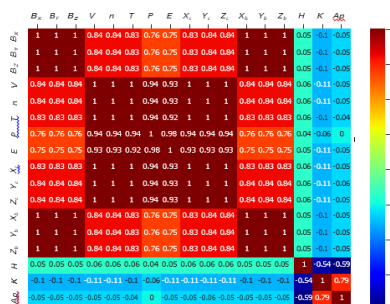 Bx By Bz V n T P E Xc Yc Zc Xb Yb Zb H K Ap
Bx 1 1 1 0.84 0.84 0.83 0.76 0.75 0.83 0.84 0.84 1 1 1 0.05 -0.1 -0.05
By 1 1 1 0.84 0.84 0.83 0.76 0.75 0.83 0.84 0.84 1 1 1 0.05 -0.1 -0.05
Bz 1 1 1 0.84 0.84 0.83 0.76 0.75 0.83 0.84 0.84 1 1 1 0.05 -0.1 -0.05
V 0.84 0.84 0.84 1 1 1 0.94 0.93 1 1 1 0.84 0.84 0.84 0.06 -0.11 -0.05
n 0.84 0.84 0.84 1 1 1 0.94 0.93 1 1 1 0.84 0.84 0.84 0.06 -0.11 -0.05
T 0.83 0.83 0.83 1 1 1 0.94 0.92 1 1 1 0.83 0.83 0.83 0.06 -0.1 -0.04
P 0.76 0.76 0.76 0.94 0.94 0.94 1 0.98 0.94 0.94 0.94 0.76 0.76 0.76 0.04 -0.06 0
E 0.75 0.75 0.75 0.93 0.93 0.92 0.98 1 0.93 0.93 0.93 0.75 0.75 0.75 0.05 -0.11 -0.05
Xc 0.83 0.83 0.83 1 1 1 0.94 0.93 1 1 1 0.83 0.83 0.83 0.05 -0.11 -0.05
Yc 0.84 0.84 0.84 1 1 1 0.94 0.93 1 1 1 0.84 0.84 0.84 0.05 -0.11 -0.05
Zc 0.84 0.84 0.84 1 1 1 0.94 0.93 1 1 1 0.84 0.84 0.84 0.05 -0.11 -0.05
Xb 1 1 1 0.84 0.84 0.83 0.76 0.75 0.83 0.84 0.84 1 1 1 0.05 -0.1 -0.05
Yb 1 1 1 0.84 0.84 0.83 0.76 0.75 0.83 0.84 0.84 1 1 1 0.05 -0.1 -0.05
Zb 1 1 1 0.84 0.84 0.83 0.76 0.75 0.83 0.84 0.84 1 1 1 0.05 -0.1 -0.05
H 0.05 0.05 0.05 0.06 0.06 0.06 0.04 0.05 0.05 0.05 0.05 0.05 0.05 0.05 1 -0.54 -0.59
K -0.1 -0.1 -0.1 -0.11 -0.11 -0.1 -0.06 -0.11 -0.11 -0.11 -0.11 -0.1 -0.1 -0.1 -0.54 1 0.79
Ap -0.05 -0.05 -0.05 -0.05 -0.05 -0.04 0 -0.05 -0.05 -0.05 -0.05 -0.05 -0.05 -0.05 -0.59 0.79 1